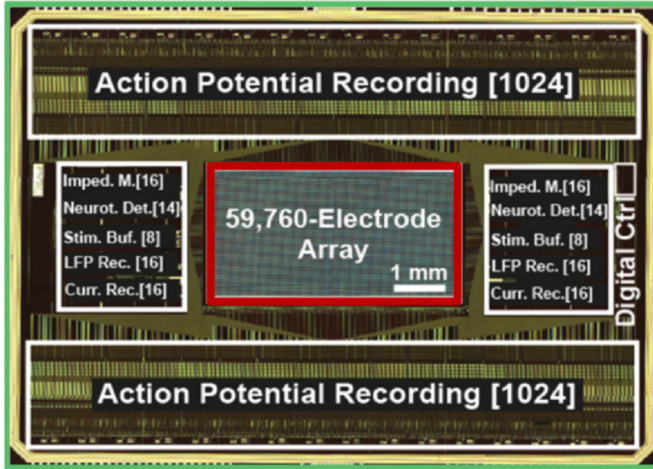 Action Potential Recording [1024]
Imped. M.[16]
Neurot. Det.[14]
Stim. Buf. [8]
LFP Rec. [16]
Curr. Rec.[16]
59,760-Electrode
Array
1 mm
Imped. M.[16]
Neurot. Det.[14]
Stim. Buf. [8]
LFP Rec. [16]
Curr. Rec.[16]
Digital Ctrl
Action Potential Recording [1024]